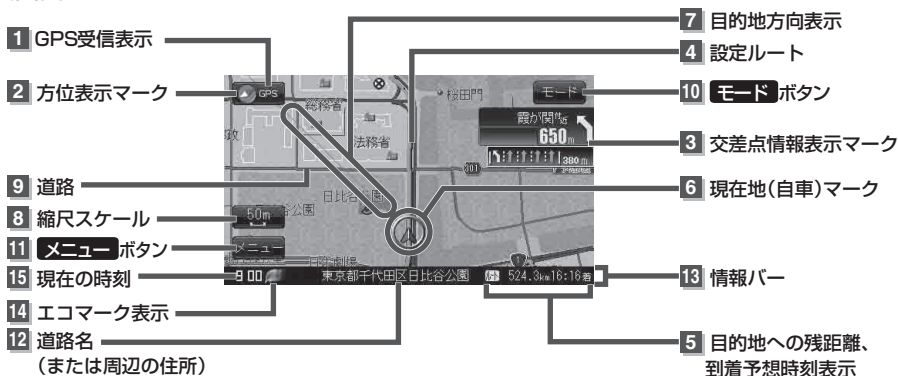 1 GPS受信表示
2 方位表示マーク
9 道路
8 縮尺スケール
11 メニュー ボタン
15 現在の時刻
14 エコマーク表示
12 道路名
(または周辺の住所)
7 目的地方向表示
4 設定ルート
10 モード ボタン
3 交差点情報表示マーク
6 現在地(自車)マーク
13 情報バー
5 目的地への残距離、
到着予想時刻表示
GPS
総務省
法務省
桜田門
モード
霞が関
650m
380m
301
日比谷
公園
50m
メニュー
1
東京都千代田区日比谷公園
524.3km 16:16着